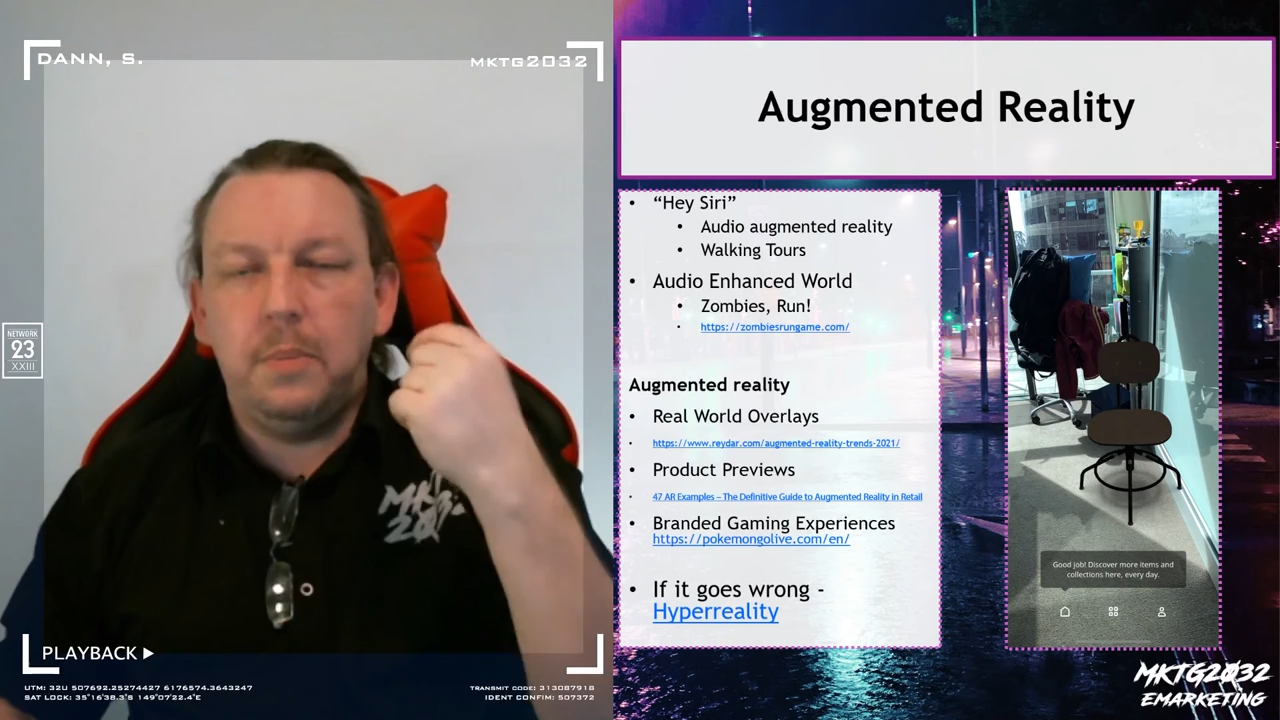 DANN, S.
MKTG2032
NETWORK
23
XXIII
MKT
PLAYBACK
UTM: 32U 507692.25274427 6176574.3643247
SAT LOCK: 35°16'38.3"S 149°07'22.4"E
TRANSMIT CODE: 313087918
IDENT CONFIM: 507372
Augmented Reality
• "Hey Siri"
• Audio augmented reality
• Walking Tours
• Audio Enhanced World
• Zombies, Run!
• https://zombiesrungame.com/
Augmented reality
• Real World Overlays
• https://www.reydar.com/augmented-reality-trends-2021/
• Product Previews
• 47 AR Examples – The Definitive Guide to Augmented Reality in Retail
• Branded Gaming Experiences
https://pokemongolive.com/en/
• If it goes wrong -
Hyperreality
Good job! Discover more items and
collections here, every day.
MKTG2032
EMARKETING